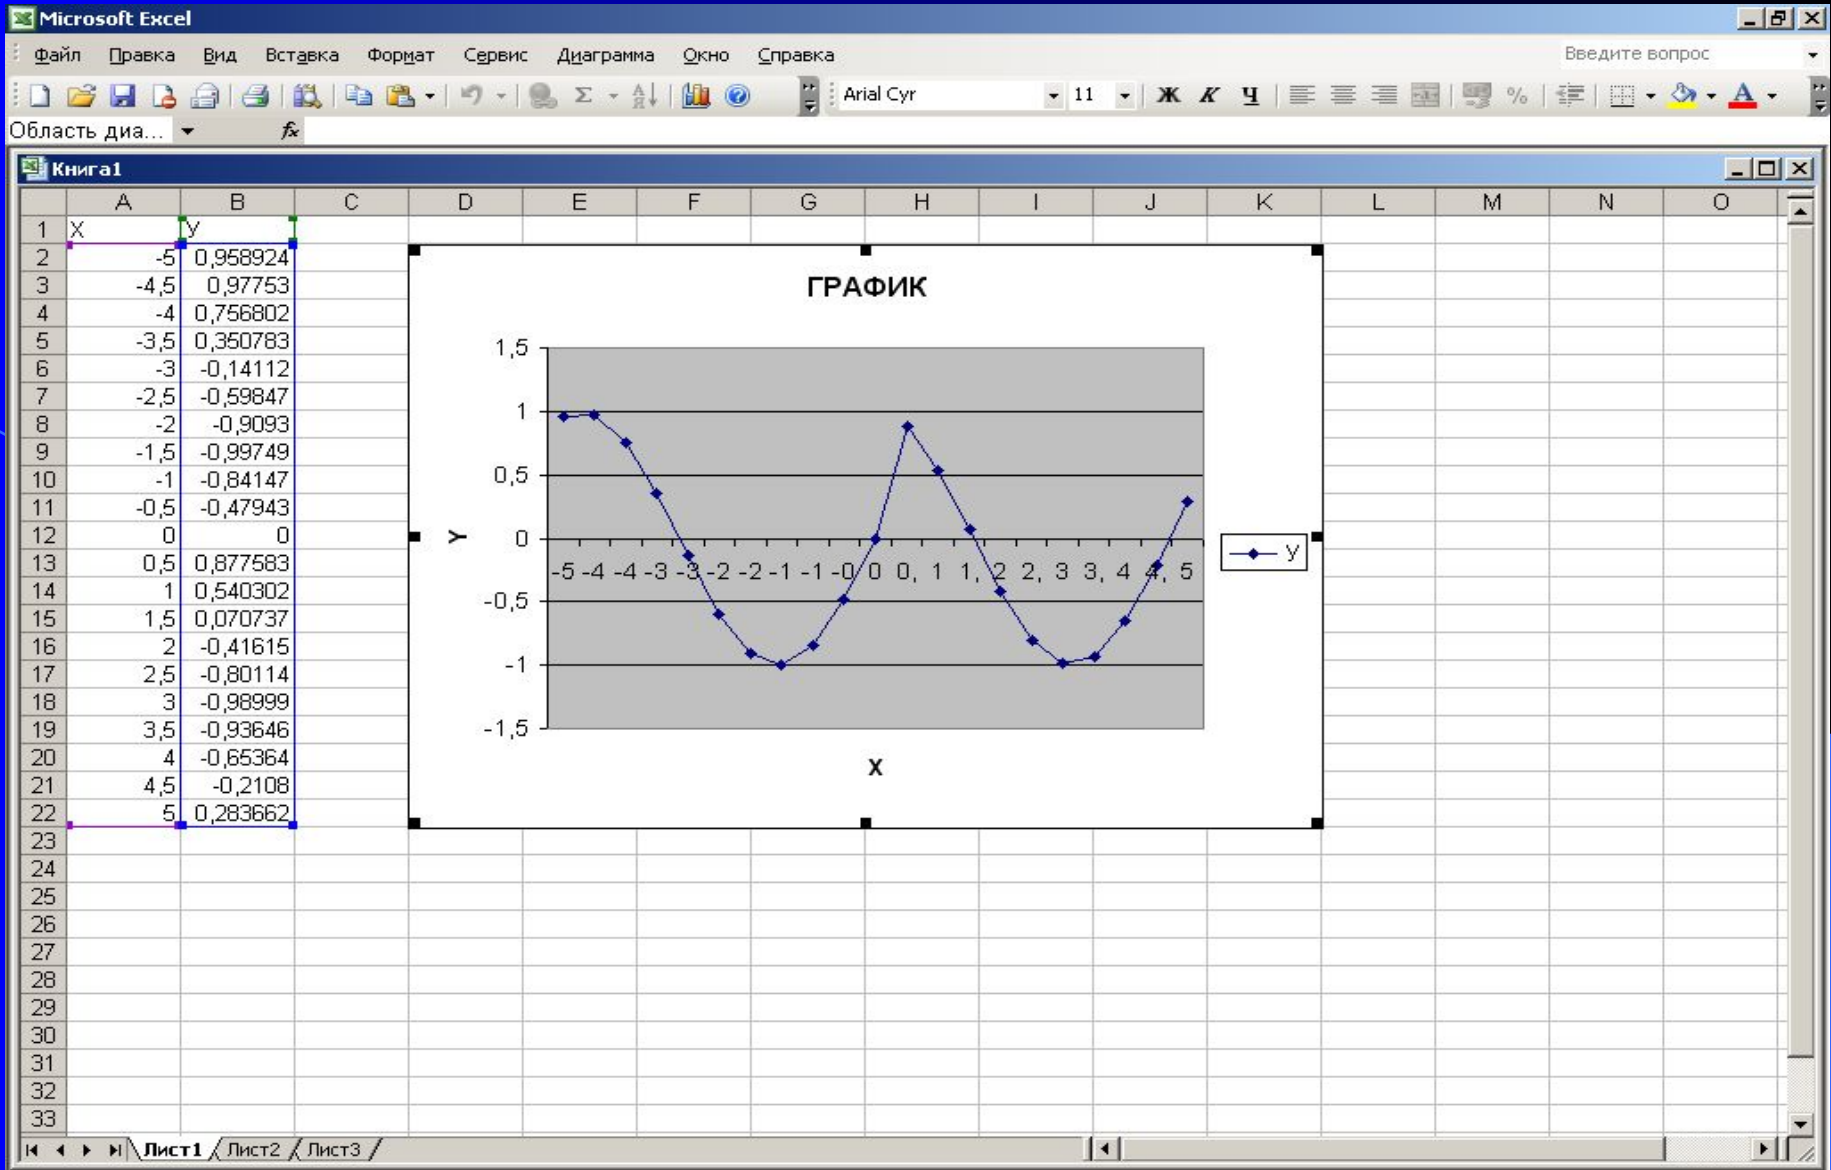 Microsoft Excel
Файл Правка Вид Вставка Формат Сервис Диаграмма Окно Справка Введите вопрос
Arial Cyr 11 Ж К Ч
Область диа... fx
Книга1
A B C D E F G H I J K L M N O
1 X У
2 -5 0,958924
3 -4,5 0,97753
4 -4 0,756802
5 -3,5 0,350783
6 -3 -0,14112
7 -2,5 -0,59847
8 -2 -0,9093
9 -1,5 -0,99749
10 -1 -0,84147
11 -0,5 -0,47943
12 0 0
13 0,5 0,877583
14 1 0,540302
15 1,5 0,070737
16 2 -0,41615
17 2,5 -0,80114
18 3 -0,98999
19 3,5 -0,93646
20 4 -0,65364
21 4,5 -0,2108
22 5 0,283662
23
24
25
26
27
28
29
30
31
32
33
ГРАФИК
1,5
1
0,5
0
-0,5
-1
-1,5
Y
-5 -4 -4 -3 -3 -2 -2 -1 -1 -0 0 0, 1 1, 2 2, 3 3, 4 4, 5
X
У
Лист1 Лист2 Лист3